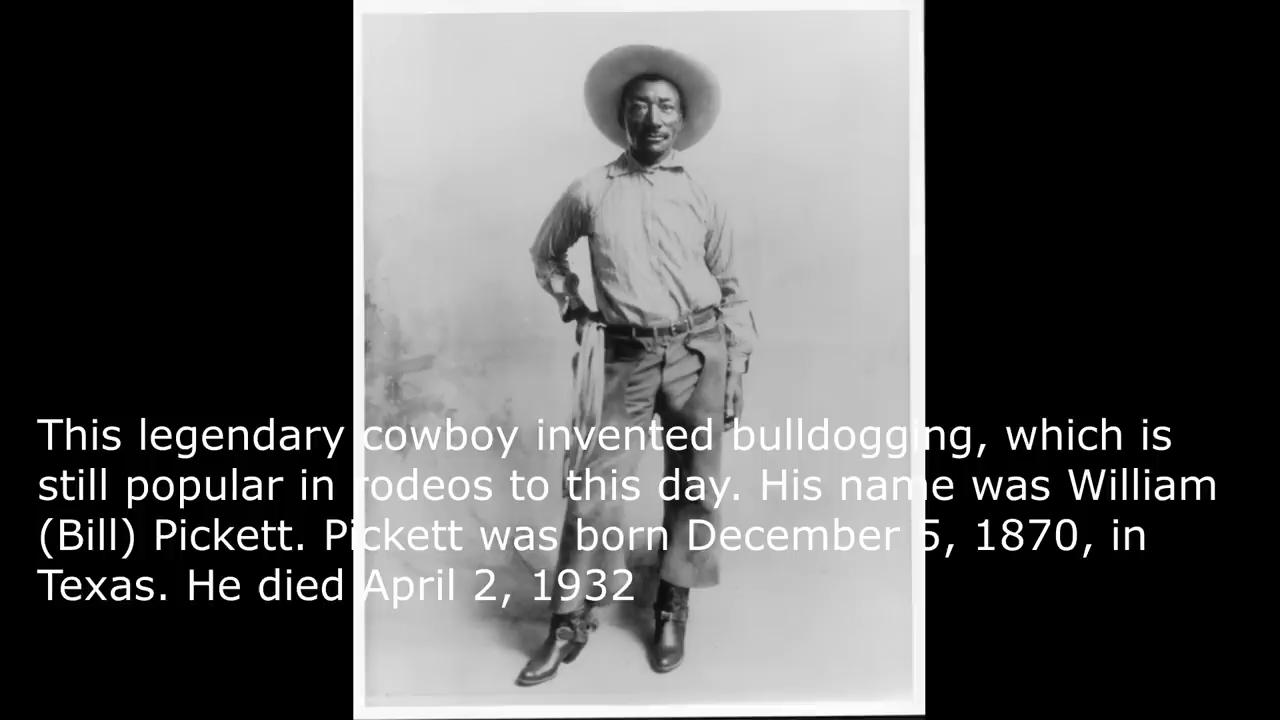 This legendary cowboy invented bulldogging, which is
still popular in rodeos to this day. His name was William
(Bill) Pickett. Pickett was born December 5, 1870, in
Texas. He died April 2, 1932